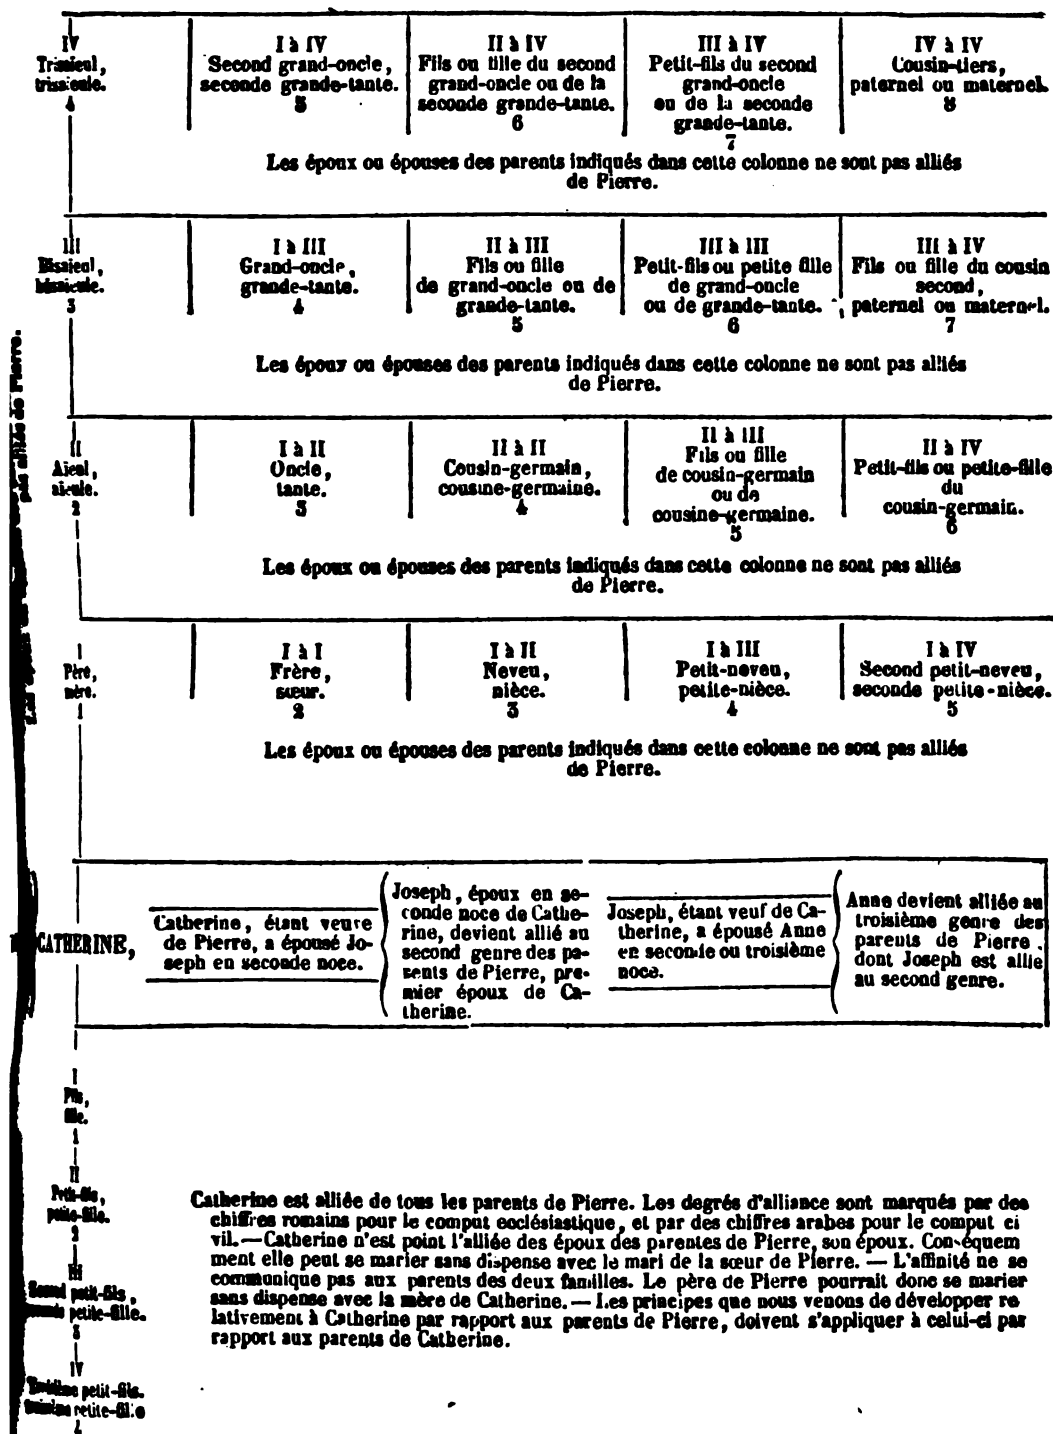 IV
Trisaïeul,
trisaïeule.
4
I à IV
Second grand-oncle,
seconde grande-tante.
5
II à IV
Fils ou fille du second
grand-oncle ou de la
seconde grande-tante.
6
III à IV
Petit-fils du second
grand-oncle
ou de la seconde
grande-tante.
7
IV à IV
Cousin-tiers,
paternel ou maternel.
8
Les époux ou épouses des parents indiqués dans cette colonne ne sont pas alliés
de Pierre.
III
Bisaïeul,
bisaïeule.
3
I à III
Grand-oncle,
grande-tante.
4
II à III
Fils ou fille
de grand-oncle ou de
grande-tante.
5
III à III
Petit-fils ou petite fille
de grand-oncle
ou de grande-tante.
6
III à IV
Fils ou fille du cousin
second,
paternel ou maternel.
7
Les époux ou épouses des parents indiqués dans cette colonne ne sont pas alliés
de Pierre.
pas alliés de Pierre.
II
Aïeul,
aïeule.
2
I à II
Oncle,
tante.
3
II à II
Cousin-germain,
cousine-germaine.
4
II à III
Fils ou fille
de cousin-germain
ou de
cousine-germaine.
5
II à IV
Petit-fils ou petite-fille
du
cousin-germain.
6
Les époux ou épouses des parents indiqués dans cette colonne ne sont pas alliés
de Pierre.
I
Père,
mère.
1
I à I
Frère,
sœur.
2
I à II
Neveu,
nièce.
3
I à III
Petit-neveu,
petite-nièce.
4
I à IV
Second petit-neveu,
seconde petite-nièce.
5
Les époux ou épouses des parents indiqués dans cette colonne ne sont pas alliés
de Pierre.
CATHERINE,
Catherine, étant veuve
de Pierre, a épousé Jo-
seph en seconde noce.
Joseph, époux en se-
conde noce de Cathe-
rine, devient allié au
second genre des pa-
rents de Pierre, pre-
mier époux de Ca-
therine.
Joseph, étant veuf de Ca-
therine, a épousé Anne
en seconde ou troisième
noce.
Anne devient alliée au
troisième genre des
parents de Pierre,
dont Joseph est allié
au second genre.
I
Fils,
fille.
1
II
Petit-fils,
petite-fille.
2
III
Second petit-fils,
seconde petite-fille.
3
IV
Troisième petit-fils.
troisième petite-fille
4
Catherine est alliée de tous les parents de Pierre. Les degrés d'alliance sont marqués par des
chiffres romains pour le comput ecclésiastique, et par des chiffres arabes pour le comput ci
vil.—Catherine n'est point l'alliée des époux des parentes de Pierre, son époux. Conséquem
ment elle peut se marier sans dispense avec le mari de la sœur de Pierre. — L'affinité ne se
communique pas aux parents des deux familles. Le père de Pierre pourrait donc se marier
sans dispense avec la mère de Catherine.— Les principes que nous venons de développer re
lativement à Catherine par rapport aux parents de Pierre, doivent s'appliquer à celui-ci par
rapport aux parents de Catherine.